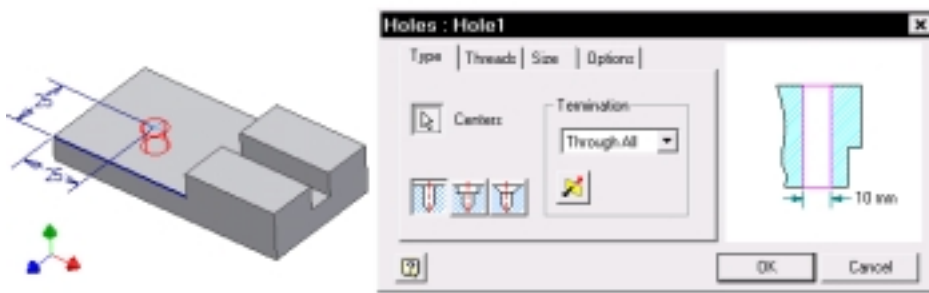 25
25
Holes : Hole1
Type Threads Size Options
Centers
Termination
Through All
10 mm
OK Cancel